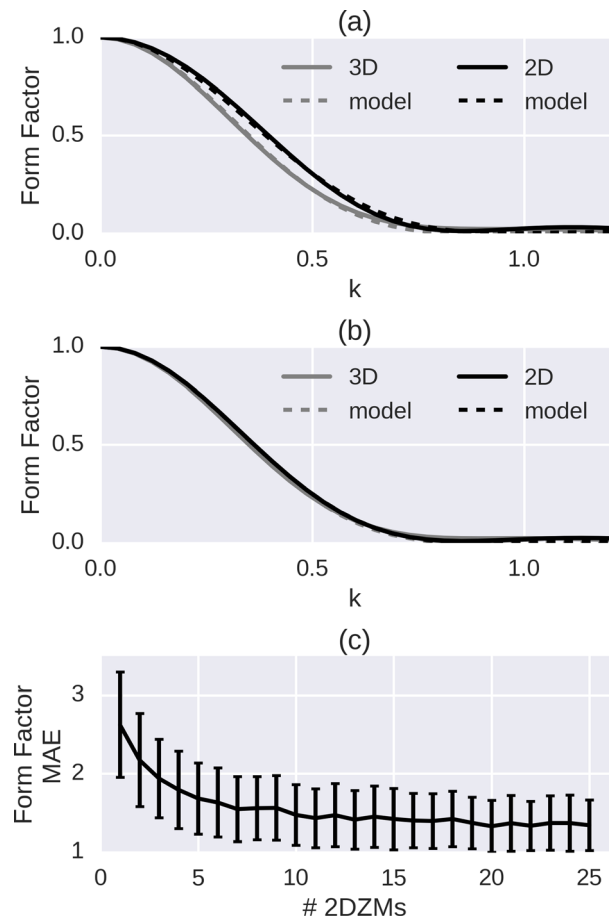 (a)
1.0
0.5
0.0
Form Factor
3D
2D
model
model
0.0
0.5
1.0
k
(b)
1.0
0.5
0.0
Form Factor
3D
2D
model
model
0.0
0.5
1.0
k
(c)
3
2
1
Form Factor
MAE
0
5
10
15
20
25
# 2DZMs